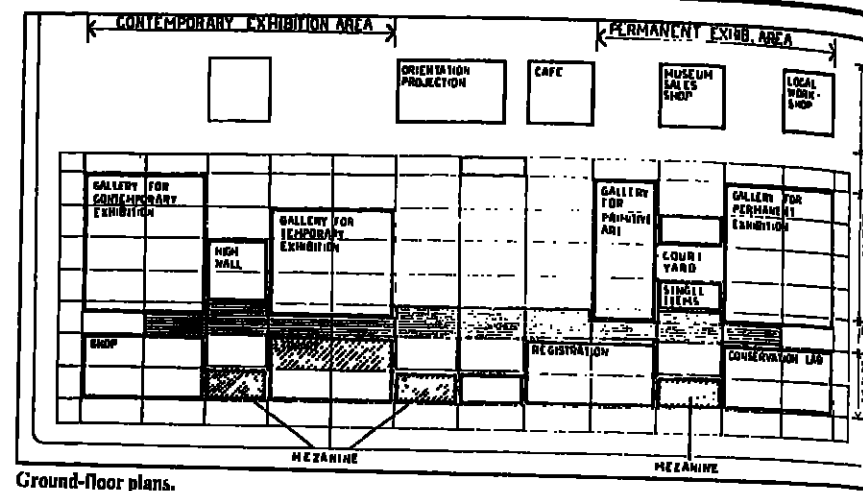 CONTEMPORARY EXHIBITION AREA
PERMANENT EXHIB. AREA
ORIENTATION
PROJECTION
CAFE
MUSEUM
SALES
SHOP
LOCAL
WORK-
SHOP
GALLERY FOR
CONTEMPORARY
EXHIBITION
HIGH
WALL
GALLERY FOR
TEMPORARY
EXHIBITION
GALLERY
FOR
PRIMITIVE
ART
COURT
YARD
SINGLE
ITEMS
GALLERY FOR
PERMANENT
EXHIBITION
SHOP
REGISTRATION
CONSERVATION LAB
MEZANINE
MEZANINE
Ground-floor plans.